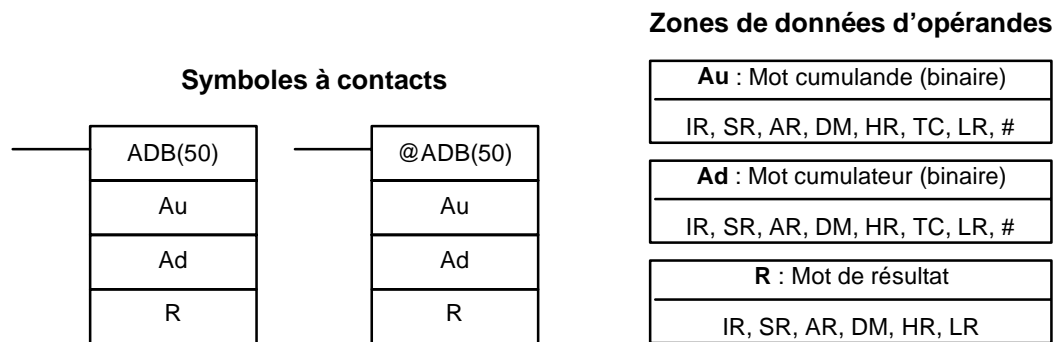 Zones de données d’opérandes
Symboles à contacts
ADB(50)
Au
Ad
R
@ADB(50)
Au
Ad
R
Au : Mot cumulande (binaire)
IR, SR, AR, DM, HR, TC, LR, #
Ad : Mot cumulateur (binaire)
IR, SR, AR, DM, HR, TC, LR, #
R : Mot de résultat
IR, SR, AR, DM, HR, LR